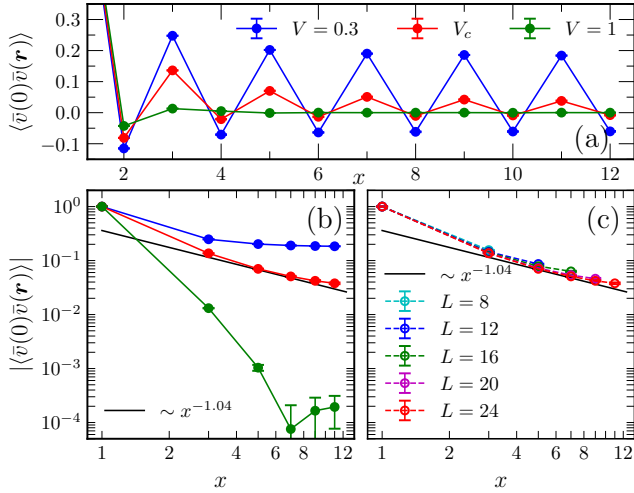 ⟨v̄(0)v̄(r)⟩
0.3
0.2
0.1
0.0
−0.1
V = 0.3
V_c
V = 1
(a)
2 4 6 8 10 12
x
|⟨v̄(0)v̄(r)⟩|
10^0
10^{-1}
10^{-2}
10^{-3}
10^{-4}
(b)
∼ x^{-1.04}
1 2 4 6 8 12
x
(c)
∼ x^{-1.04}
L = 8
L = 12
L = 16
L = 20
L = 24
1 2 4 6 8 12
x